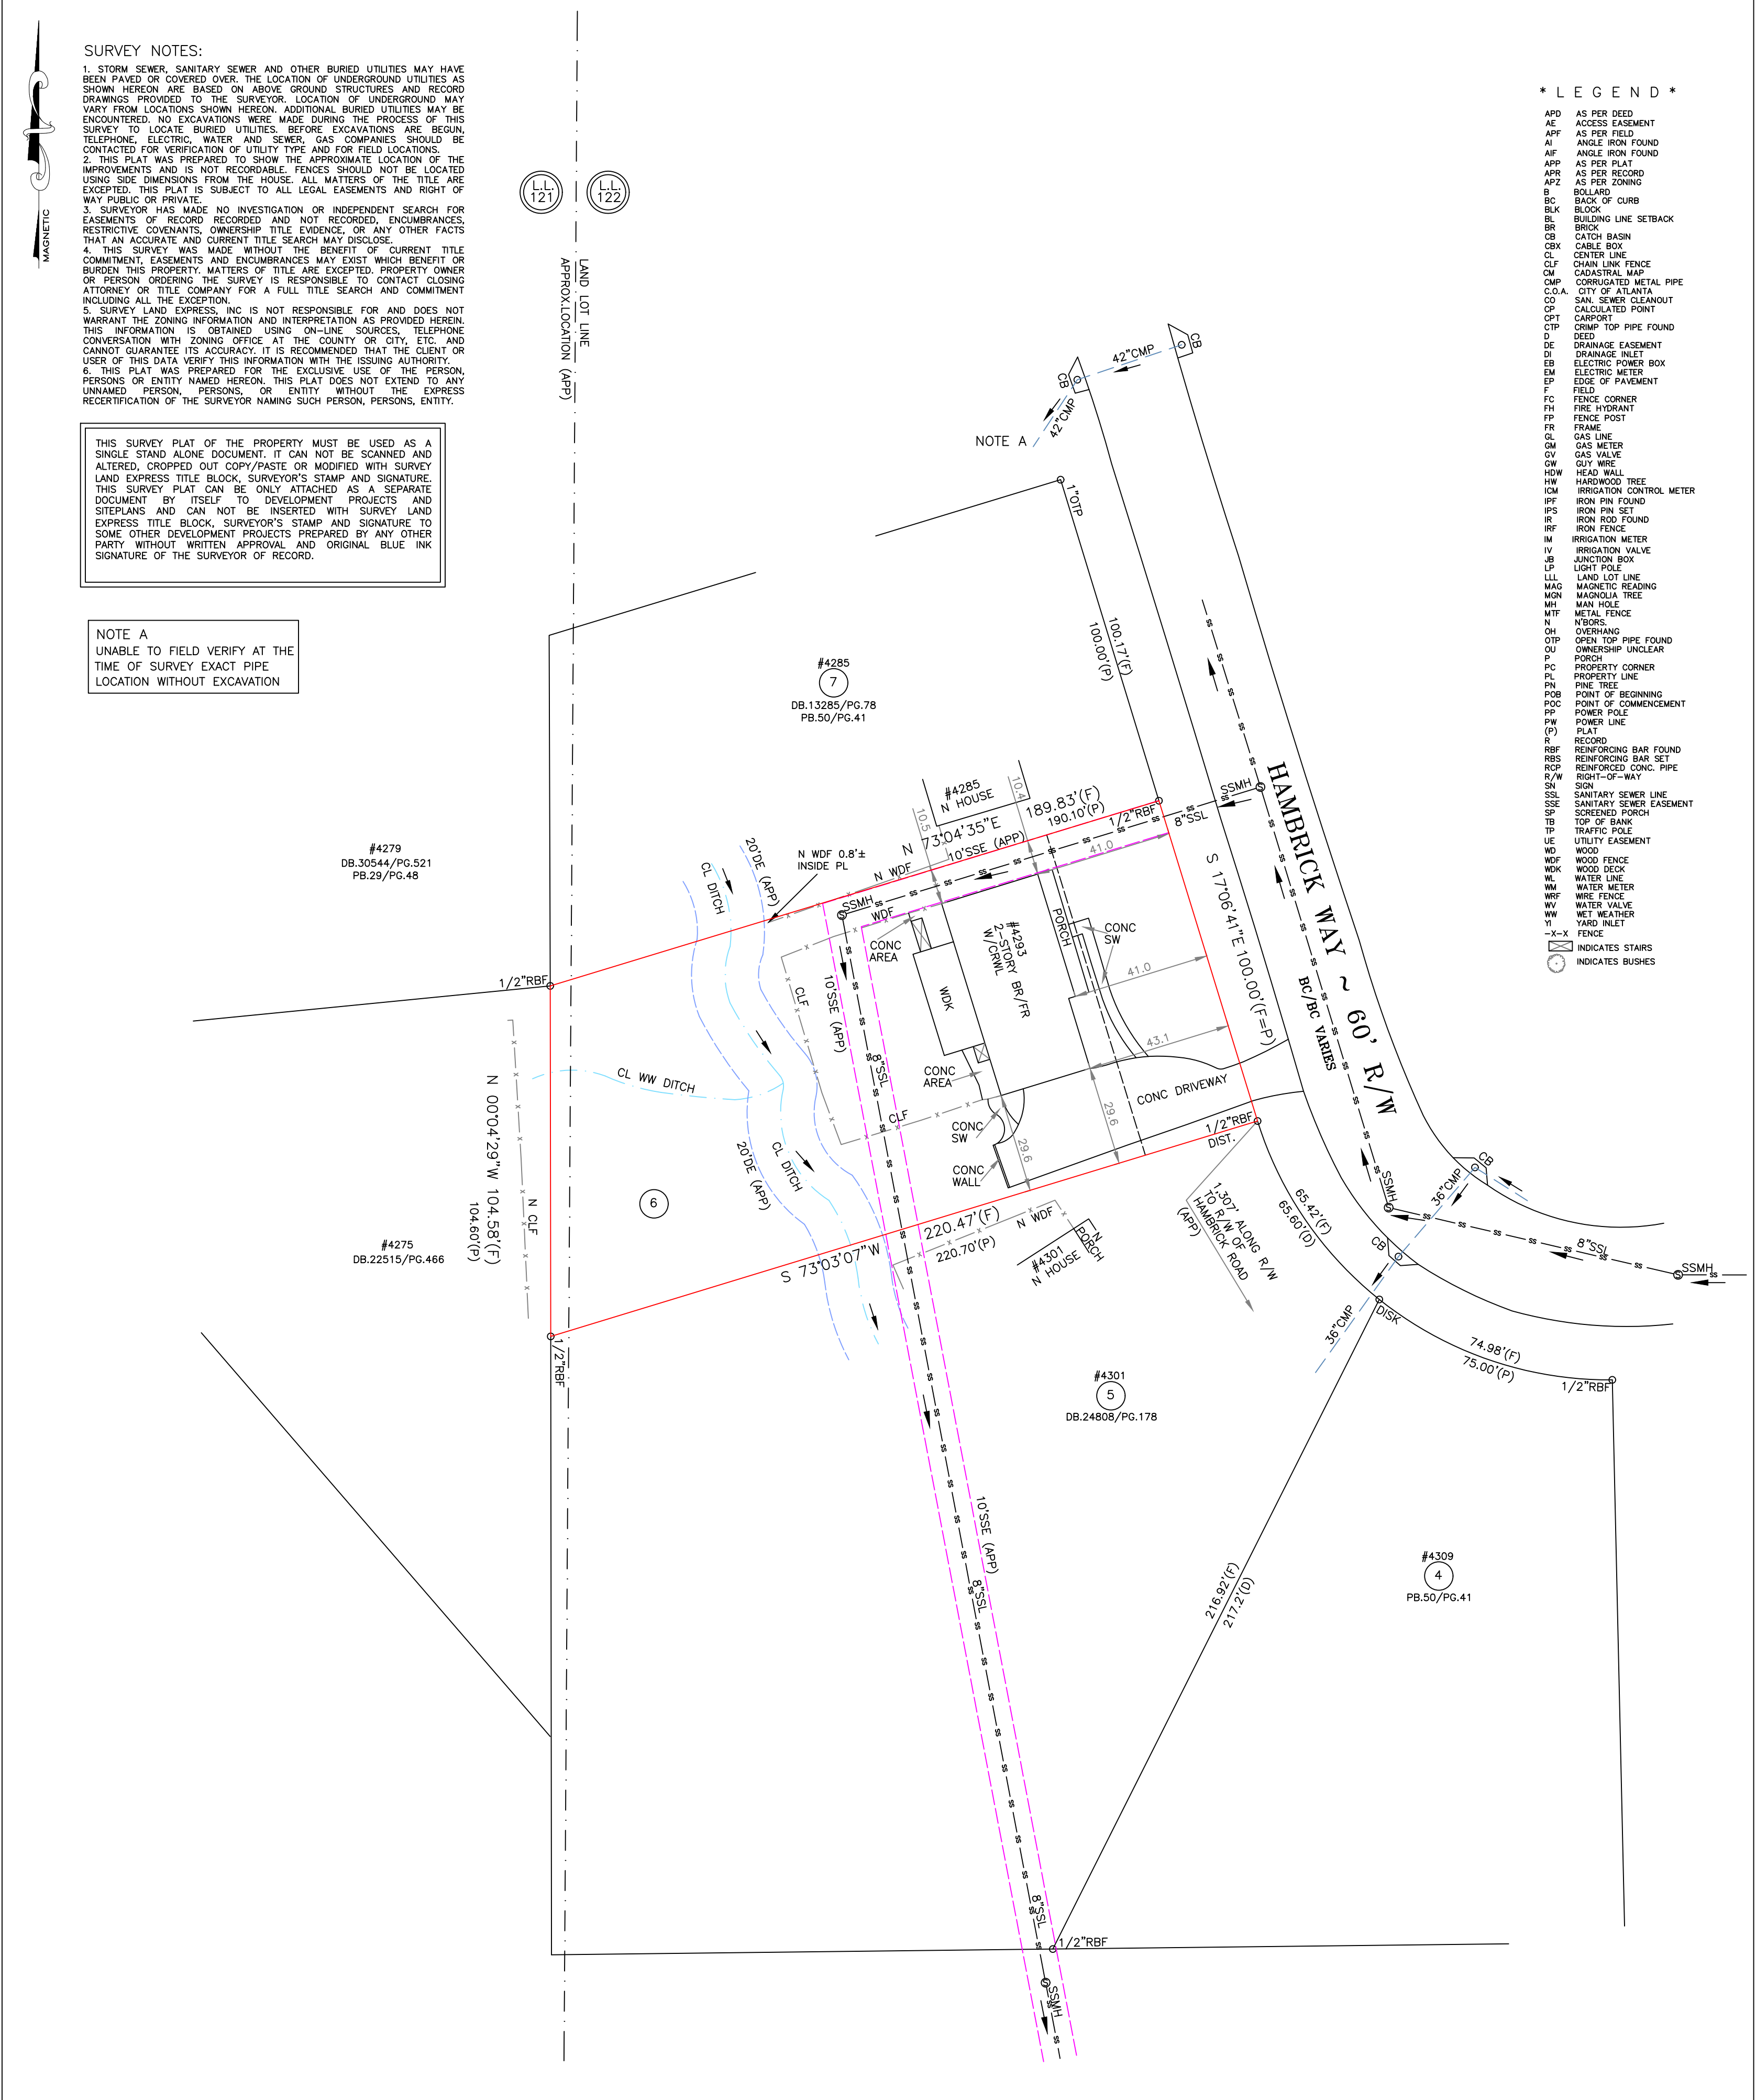 SURVEY NOTES:
1. STORM SEWER, SANITARY SEWER AND OTHER BURIED UTILITIES MAY HAVE
BEEN PAVED OR COVERED OVER. THE LOCATION OF UNDERGROUND UTILITIES AS
SHOWN HEREON ARE BASED ON ABOVE GROUND STRUCTURES AND RECORD
DRAWINGS PROVIDED TO THE SURVEYOR. LOCATION OF UNDERGROUND MAY
VARY FROM LOCATIONS SHOWN HEREON. ADDITIONAL BURIED UTILITIES MAY BE
ENCOUNTERED. NO EXCAVATIONS WERE MADE DURING THE PROCESS OF THIS
SURVEY TO LOCATE BURIED UTILITIES. BEFORE EXCAVATIONS ARE BEGUN,
TELEPHONE, ELECTRIC, WATER AND SEWER, GAS COMPANIES SHOULD BE
CONTACTED FOR VERIFICATION OF UTILITY TYPE AND FOR FIELD LOCATIONS.
2. THIS PLAT WAS PREPARED TO SHOW THE APPROXIMATE LOCATION OF THE
IMPROVEMENTS AND IS NOT RECORDABLE. FENCES SHOULD NOT BE LOCATED
USING SIDE DIMENSIONS FROM THE HOUSE. ALL MATTERS OF THE TITLE ARE
EXCEPTED. THIS PLAT IS SUBJECT TO ALL LEGAL EASEMENTS AND RIGHT OF
WAY PUBLIC OR PRIVATE.
3. SURVEYOR HAS MADE NO INVESTIGATION OR INDEPENDENT SEARCH FOR
EASEMENTS OF RECORD RECORDED AND NOT RECORDED, ENCUMBRANCES,
RESTRICTIVE COVENANTS, OWNERSHIP TITLE EVIDENCE, OR ANY OTHER FACTS
THAT AN ACCURATE AND CURRENT TITLE SEARCH MAY DISCLOSE.
4. THIS SURVEY WAS MADE WITHOUT THE BENEFIT OF CURRENT TITLE
COMMITMENT, EASEMENTS AND ENCUMBRANCES MAY EXIST WHICH BENEFIT OR
BURDEN THIS PROPERTY. MATTERS OF TITLE ARE EXCEPTED. PROPERTY OWNER
OR PERSON ORDERING THE SURVEY IS RESPONSIBLE TO CONTACT CLOSING
ATTORNEY OR TITLE COMPANY FOR A FULL TITLE SEARCH AND COMMITMENT
INCLUDING ALL THE EXCEPTION.
5. SURVEY LAND EXPRESS, INC IS NOT RESPONSIBLE FOR AND DOES NOT
WARRANT THE ZONING INFORMATION AND INTERPRETATION AS PROVIDED HEREIN.
THIS INFORMATION IS OBTAINED USING ON-LINE SOURCES, TELEPHONE
CONVERSATION WITH ZONING OFFICE AT THE COUNTY OR CITY, ETC. AND
CANNOT GUARANTEE ITS ACCURACY. IT IS RECOMMENDED THAT THE CLIENT OR
USER OF THIS DATA VERIFY THIS INFORMATION WITH THE ISSUING AUTHORITY.
6. THIS PLAT WAS PREPARED FOR THE EXCLUSIVE USE OF THE PERSON,
PERSONS OR ENTITY NAMED HEREON. THIS PLAT DOES NOT EXTEND TO ANY
UNNAMED PERSON, PERSONS, OR ENTITY WITHOUT THE EXPRESS
RECERTIFICATION OF THE SURVEYOR NAMING SUCH PERSON, PERSONS, ENTITY.
MAGNETIC
THIS SURVEY PLAT OF THE PROPERTY MUST BE USED AS A
SINGLE STAND ALONE DOCUMENT. IT CAN NOT BE SCANNED AND
ALTERED, CROPPED OUT COPY/PASTE OR MODIFIED WITH SURVEY
LAND EXPRESS TITLE BLOCK, SURVEYOR'S STAMP AND SIGNATURE.
THIS SURVEY PLAT CAN BE ONLY ATTACHED AS A SEPARATE
DOCUMENT BY ITSELF TO DEVELOPMENT PROJECTS AND
SITEPLANS AND CAN NOT BE INSERTED WITH SURVEY LAND
EXPRESS TITLE BLOCK, SURVEYOR'S STAMP AND SIGNATURE TO
SOME OTHER DEVELOPMENT PROJECTS PREPARED BY ANY OTHER
PARTY WITHOUT WRITTEN APPROVAL AND ORIGINAL BLUE INK
SIGNATURE OF THE SURVEYOR OF RECORD.
NOTE A
UNABLE TO FIELD VERIFY AT THE
TIME OF SURVEY EXACT PIPE
LOCATION WITHOUT EXCAVATION
L.L.
121
L.L.
122
LAND LOT LINE
APPROX.LOCATION (APP)
* L E G E N D *
APD AS PER DEED
AE ACCESS EASEMENT
APF AS PER FIELD
AI ANGLE IRON FOUND
AIF ANGLE IRON FOUND
APP AS PER PLAT
APR AS PER RECORD
APZ AS PER ZONING
B BOLLARD
BC BACK OF CURB
BLK BLOCK
BL BUILDING LINE SETBACK
BR BRICK
CB CATCH BASIN
CBX CABLE BOX
CL CENTER LINE
CLF CHAIN LINK FENCE
CM CADASTRAL MAP
CMP CORRUGATED METAL PIPE
C.O.A. CITY OF ATLANTA
CO SAN. SEWER CLEANOUT
CP CALCULATED POINT
CPT CARPORT
CTP CRIMP TOP PIPE FOUND
D DEED
DE DRAINAGE EASEMENT
DI DRAINAGE INLET
EB ELECTRIC POWER BOX
EM ELECTRIC METER
EP EDGE OF PAVEMENT
F FIELD
FC FENCE CORNER
FH FIRE HYDRANT
FP FENCE POST
FR FRAME
GL GAS LINE
GM GAS METER
GV GAS VALVE
GW GUY WIRE
HDW HEAD WALL
HW HARDWOOD TREE
ICM IRRIGATION CONTROL METER
IPF IRON PIN FOUND
IPS IRON PIN SET
IR IRON ROD FOUND
IRF IRON FENCE
IM IRRIGATION METER
IV IRRIGATION VALVE
JB JUNCTION BOX
LP LIGHT POLE
LLL LAND LOT LINE
MAG MAGNETIC READING
MGN MAGNOLIA TREE
MH MAN HOLE
MTF METAL FENCE
N N'BORS.
OH OVERHANG
OTP OPEN TOP PIPE FOUND
OU OWNERSHIP UNCLEAR
P PORCH
PC PROPERTY CORNER
PL PROPERTY LINE
PN PINE TREE
POB POINT OF BEGINNING
POC POINT OF COMMENCEMENT
PP POWER POLE
PW POWER LINE
(P) PLAT
R RECORD
RBF REINFORCING BAR FOUND
RBS REINFORCING BAR SET
RCP REINFORCED CONC. PIPE
R/W RIGHT-OF-WAY
SN SIGN
SSL SANITARY SEWER LINE
SSE SANITARY SEWER EASEMENT
SP SCREENED PORCH
TB TOP OF BANK
TP TRAFFIC POLE
UE UTILITY EASEMENT
WD WOOD
WDF WOOD FENCE
WDK WOOD DECK
WL WATER LINE
WM WATER METER
WRF WIRE FENCE
WV WATER VALVE
WW WET WEATHER
YI YARD INLET
-X-X FENCE
INDICATES STAIRS
INDICATES BUSHES
CB
42"CMP
CB
42"CMP
NOTE A
1"OTP
100.17'(F)
100.00'(P)
#4285
7
DB.13285/PG.78
PB.50/PG.41
#4279
DB.30544/PG.521
PB.29/PG.48
#4285
N HOUSE
10.4
10.5
189.83'(F)
190.10'(P)
N 73°04'35"E
10'SSE (APP)
1/2"RBF
SSMH
8"SSL
41.0
N WDF
N WDF 0.8'±
INSIDE PL
20'DE (APP)
CL DITCH
SSMH
WDF
CONC
AREA
#4293
2-STORY BR/FR
W/CRWL
PORCH
CONC
SW
41.0
43.1
S 17°06'41"E 100.00'(F=P)
HAMBRICK WAY ~ 60' R/W
BC/BC VARIES
1/2"RBF
CLF
10'SSE (APP)
WDK
8"SSL
CONC
AREA
CONC DRIVEWAY
29.6
CLF
CONC
SW
29.6
CONC
WALL
1/2"RBF
DIST.
CL WW DITCH
N 00°04'29"W 104.58'(F)
104.60'(P)
N CLF
20'DE (APP)
CL DITCH
6
#4275
DB.22515/PG.466
S 73°03'07"W
220.47'(F)
220.70'(P)
N WDF
N
PORCH
#4301
N HOUSE
1,307' ALONG R/W
TO R/W OF
HAMBRICK ROAD
(APP)
65.42'(F)
65.60'(D)
SSMH
36"CMP
CB
CB
8"SSL
SSMH
36"CMP
DISK
74.98'(F)
75.00'(P)
1/2"RBF
1/2"RBF
#4301
5
DB.24808/PG.178
10'SSE (APP)
8"SSL
216.92'(F)
217.2'(D)
#4309
4
PB.50/PG.41
8"SSL
1/2"RBF
SSMH